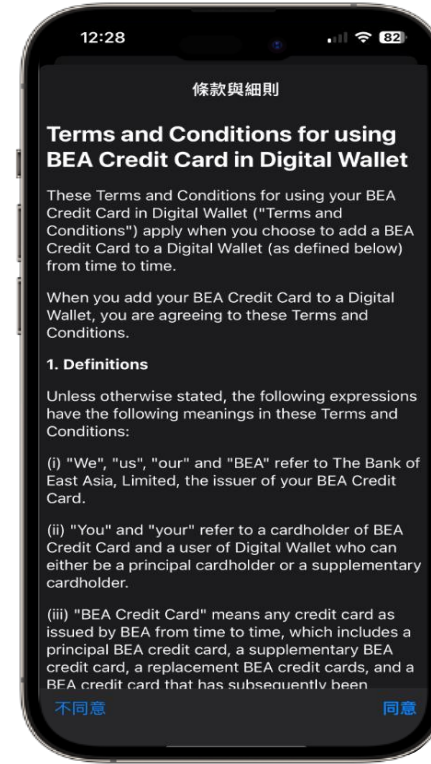 12:28
82
條款與細則
Terms and Conditions for using
BEA Credit Card in Digital Wallet
These Terms and Conditions for using your BEA
Credit Card in Digital Wallet ("Terms and
Conditions") apply when you choose to add a BEA
Credit Card to a Digital Wallet (as defined below)
from time to time.
When you add your BEA Credit Card to a Digital
Wallet, you are agreeing to these Terms and
Conditions.
1. Definitions
Unless otherwise stated, the following expressions
have the following meanings in these Terms and
Conditions:
(i) "We", "us", "our" and "BEA" refer to The Bank of
East Asia, Limited, the issuer of your BEA Credit
Card.
(ii) "You" and "your" refer to a cardholder of BEA
Credit Card and a user of Digital Wallet who can
either be a principal cardholder or a supplementary
cardholder.
(iii) "BEA Credit Card" means any credit card as
issued by BEA from time to time, which includes a
principal BEA credit card, a supplementary BEA
credit card, a replacement BEA credit cards, and a
BEA credit card that has subsequently been
不同意
同意